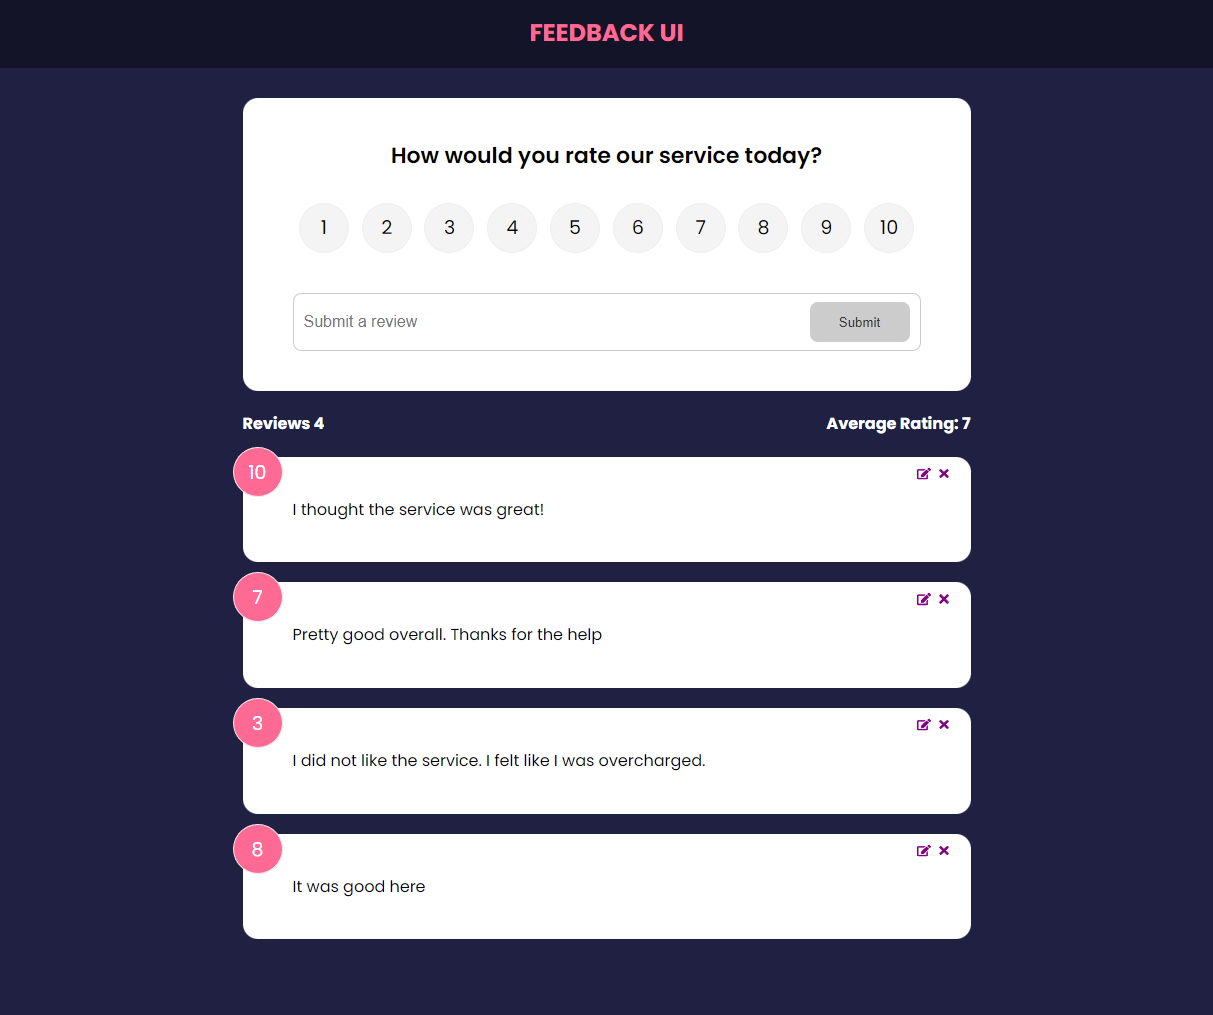 FEEDBACK UI
How would you rate our service today?
1 2 3 4 5 6 7 8 9 10
Submit a review Submit
Reviews 4 Average Rating: 7
10
I thought the service was great!
7
Pretty good overall. Thanks for the help
3
I did not like the service. I felt like I was overcharged.
8
It was good here